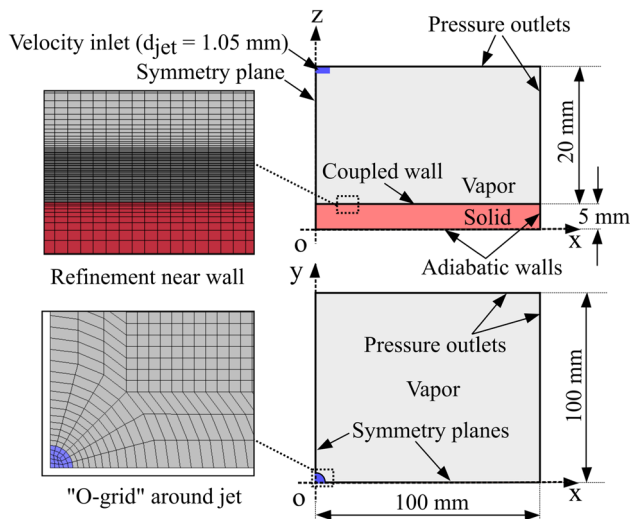 z
Pressure outlets
Velocity inlet (djet = 1.05 mm)
Symmetry plane
20 mm
Coupled wall
Vapor
Solid
5 mm
o
x
Adiabatic walls
Refinement near wall
y
Pressure outlets
Vapor
100 mm
Symmetry planes
o
x
100 mm
"O-grid" around jet